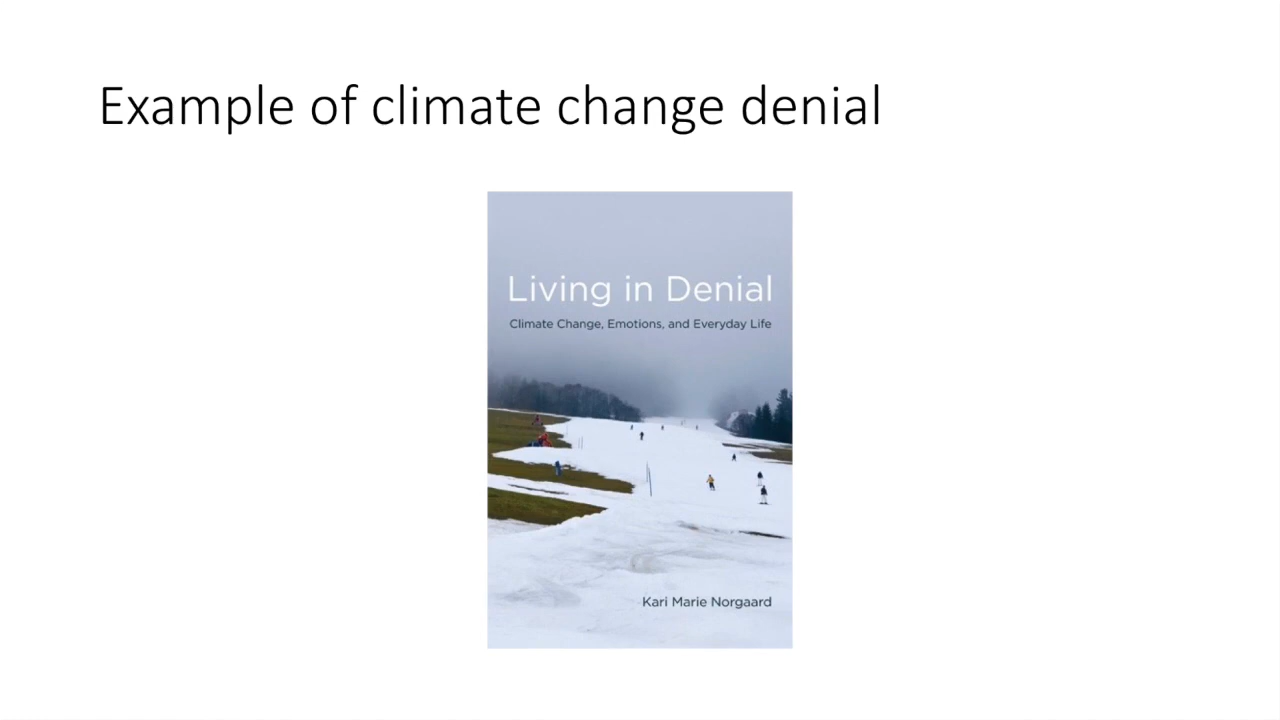 Example of climate change denial
Living in Denial
Climate Change, Emotions, and Everyday Life
Kari Marie Norgaard